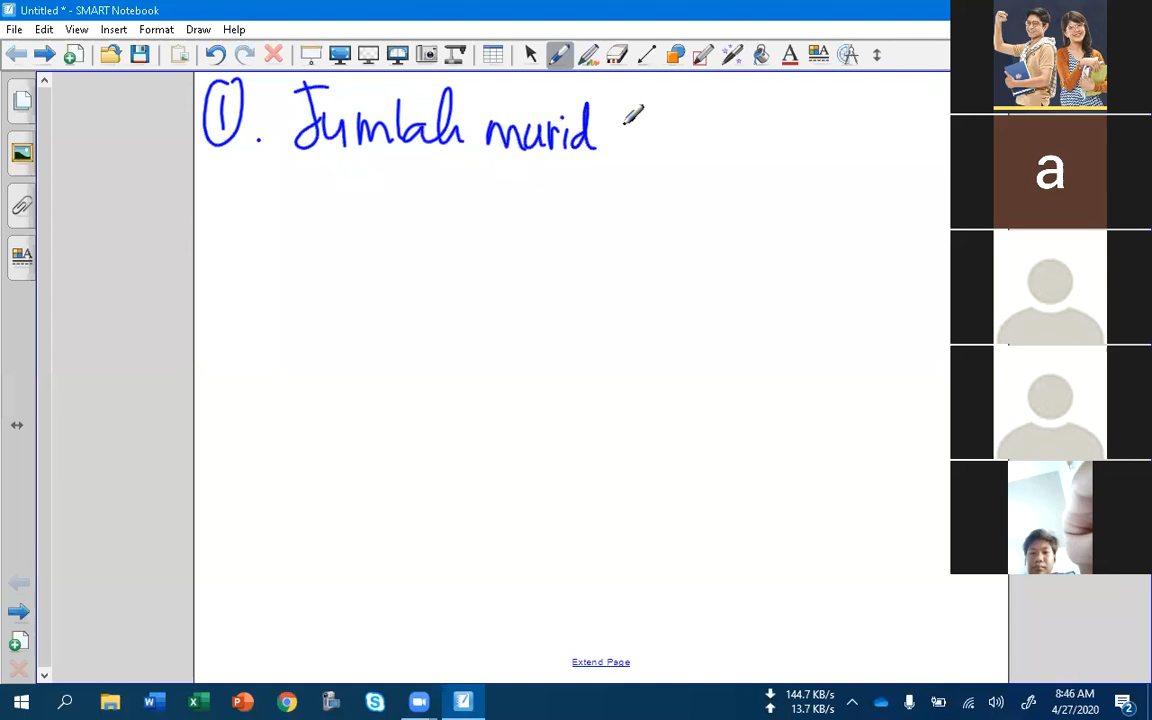 Untitled * - SMART Notebook
File Edit View Insert Format Draw Help
①. Jumlah murid
a
Extend Page
144.7 KB/s
13.7 KB/s
8:46 AM
4/27/2020
2